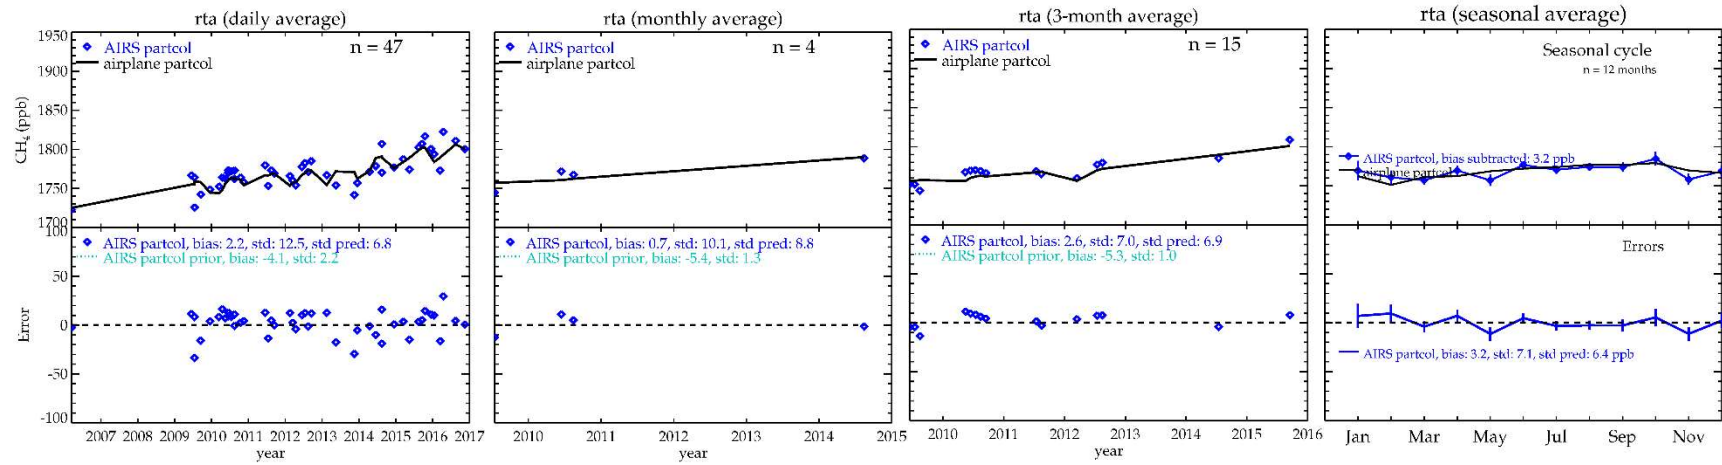 rta (daily average)
1950
1900
1850
1800
1750
1700
CH₄ (ppb)
AIRS partcol
airplane partcol
n = 47
100
50
0
-50
-100
Error
AIRS partcol, bias: 2.2, std: 12.5, std pred: 6.8
AIRS partcol prior, bias: -4.1, std: 2.2
2007 2008 2009 2010 2011 2012 2013 2014 2015 2016 2017
year
rta (monthly average)
AIRS partcol
airplane partcol
n = 4
AIRS partcol, bias: 0.7, std: 10.1, std pred: 8.8
AIRS partcol prior, bias: -5.4, std: 1.3
2010 2011 2012 2013 2014 2015
year
rta (3-month average)
AIRS partcol
airplane partcol
n = 15
AIRS partcol, bias: 2.6, std: 7.0, std pred: 6.9
AIRS partcol prior, bias: -5.3, std: 1.0
2010 2011 2012 2013 2014 2015 2016
year
rta (seasonal average)
Seasonal cycle
n = 12 months
AIRS partcol, bias subtracted: 3.2 ppb
airplane partcol
Errors
AIRS partcol, bias: 3.2, std: 7.1, std pred: 6.4 ppb
Jan Mar May Jul Sep Nov